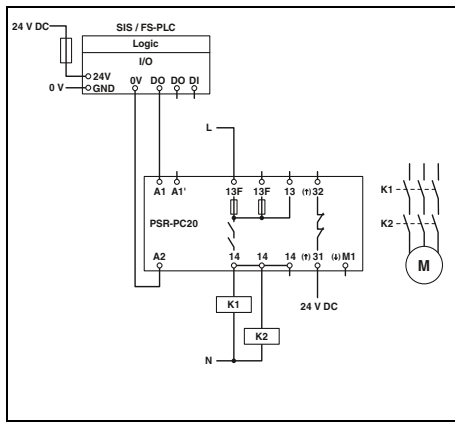 24 V DC
SIS / FS-PLC
Logic
I/O
24V
0V DO DO DI
0 V
GND
L
A1 A1' 13F 13F 13 (↑) 32
K1
PSR-PC20
K2
A2 14 14 14 (↑) 31 (↓) M1
M
K1
24 V DC
K2
N